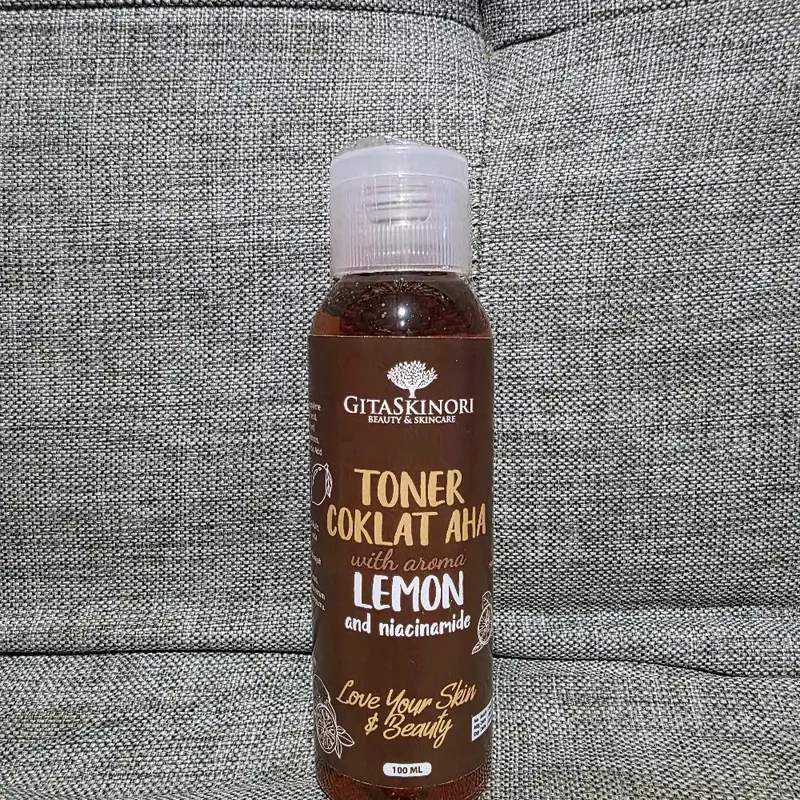 GITASKINORI
BEAUTY & SKINCARE
TONER
COKLAT AHA
with aroma
LEMON
and niacinamide
Love Your Skin
& Beauty
100 ML